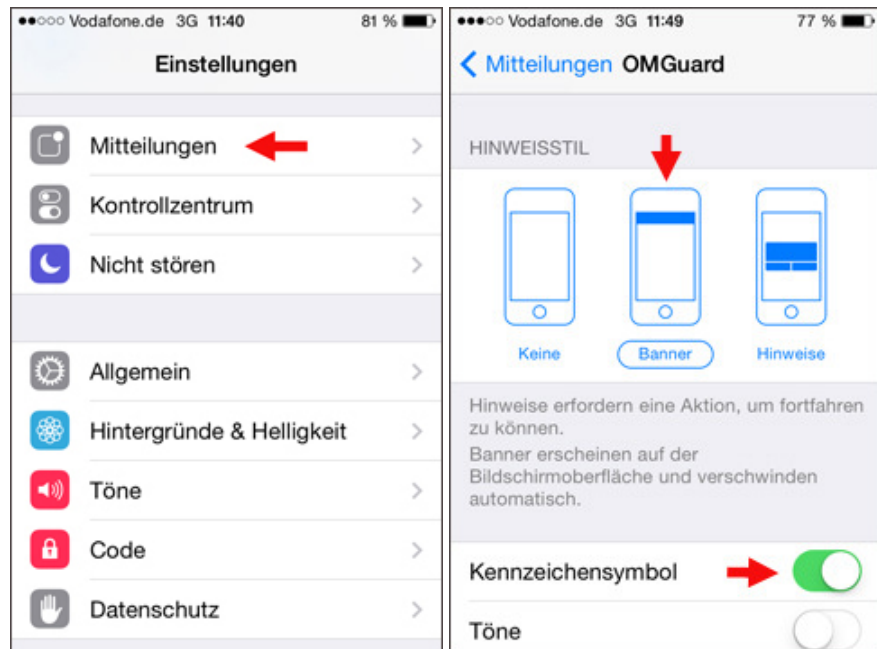 Vodafone.de 3G 11:40 81 %
Einstellungen
Mitteilungen
Kontrollzentrum
Nicht stören
Allgemein
Hintergründe & Helligkeit
Töne
Code
Datenschutz
Vodafone.de 3G 11:49 77 %
Mitteilungen OMGuard
HINWEISSTIL
Keine Banner Hinweise
Hinweise erfordern eine Aktion, um fortfahren
zu können.
Banner erscheinen auf der
Bildschirmoberfläche und verschwinden
automatisch.
Kennzeichensymbol
Töne